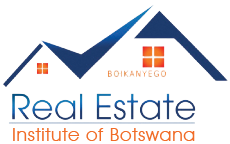 BOIKANYEGO
Real Estate
Institute of Botswana